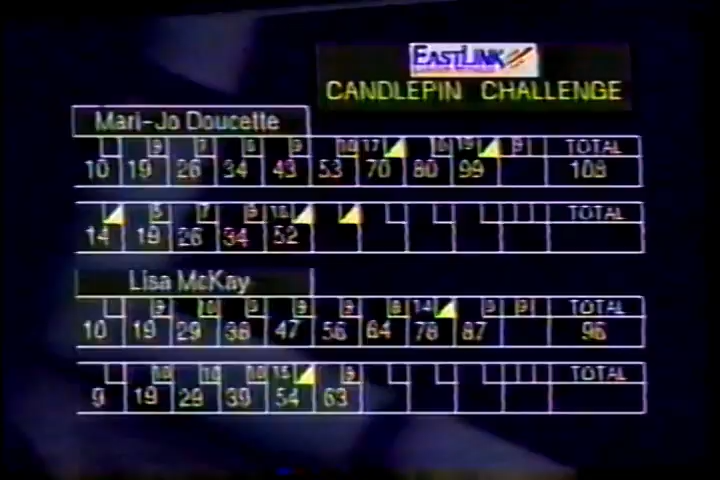 EASTLINK
CANDLEPIN CHALLENGE
Mari-Jo Doucette
9 7 8 9 10 17 10 19 9 TOTAL
10 19 26 34 43 53 70 80 99 108
5 7 8 18 TOTAL
14 19 26 34 52
Lisa McKay
9 10 9 9 9 8 14 9 9 TOTAL
10 19 29 38 47 56 64 78 87 96
10 10 10 15 9 TOTAL
9 19 29 39 54 63